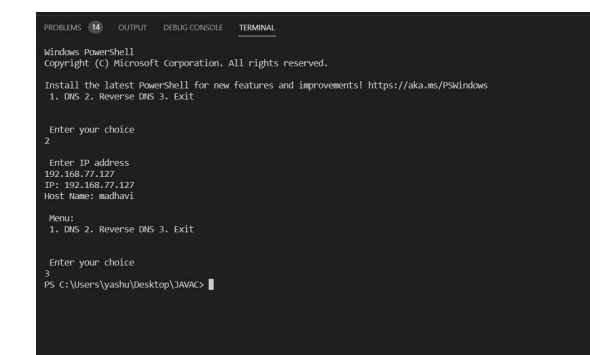 PROBLEMS 14 OUTPUT DEBUG CONSOLE TERMINAL
Windows PowerShell
Copyright (C) Microsoft Corporation. All rights reserved.
Install the latest PowerShell for new features and improvements! https://aka.ms/PSWindows
1. DNS 2. Reverse DNS 3. Exit
Enter your choice
2
Enter IP address
192.168.77.127
IP: 192.168.77.127
Host Name: madhavi
Menu:
1. DNS 2. Reverse DNS 3. Exit
Enter your choice
3
PS C:\Users\yashu\Desktop\JAVAC>